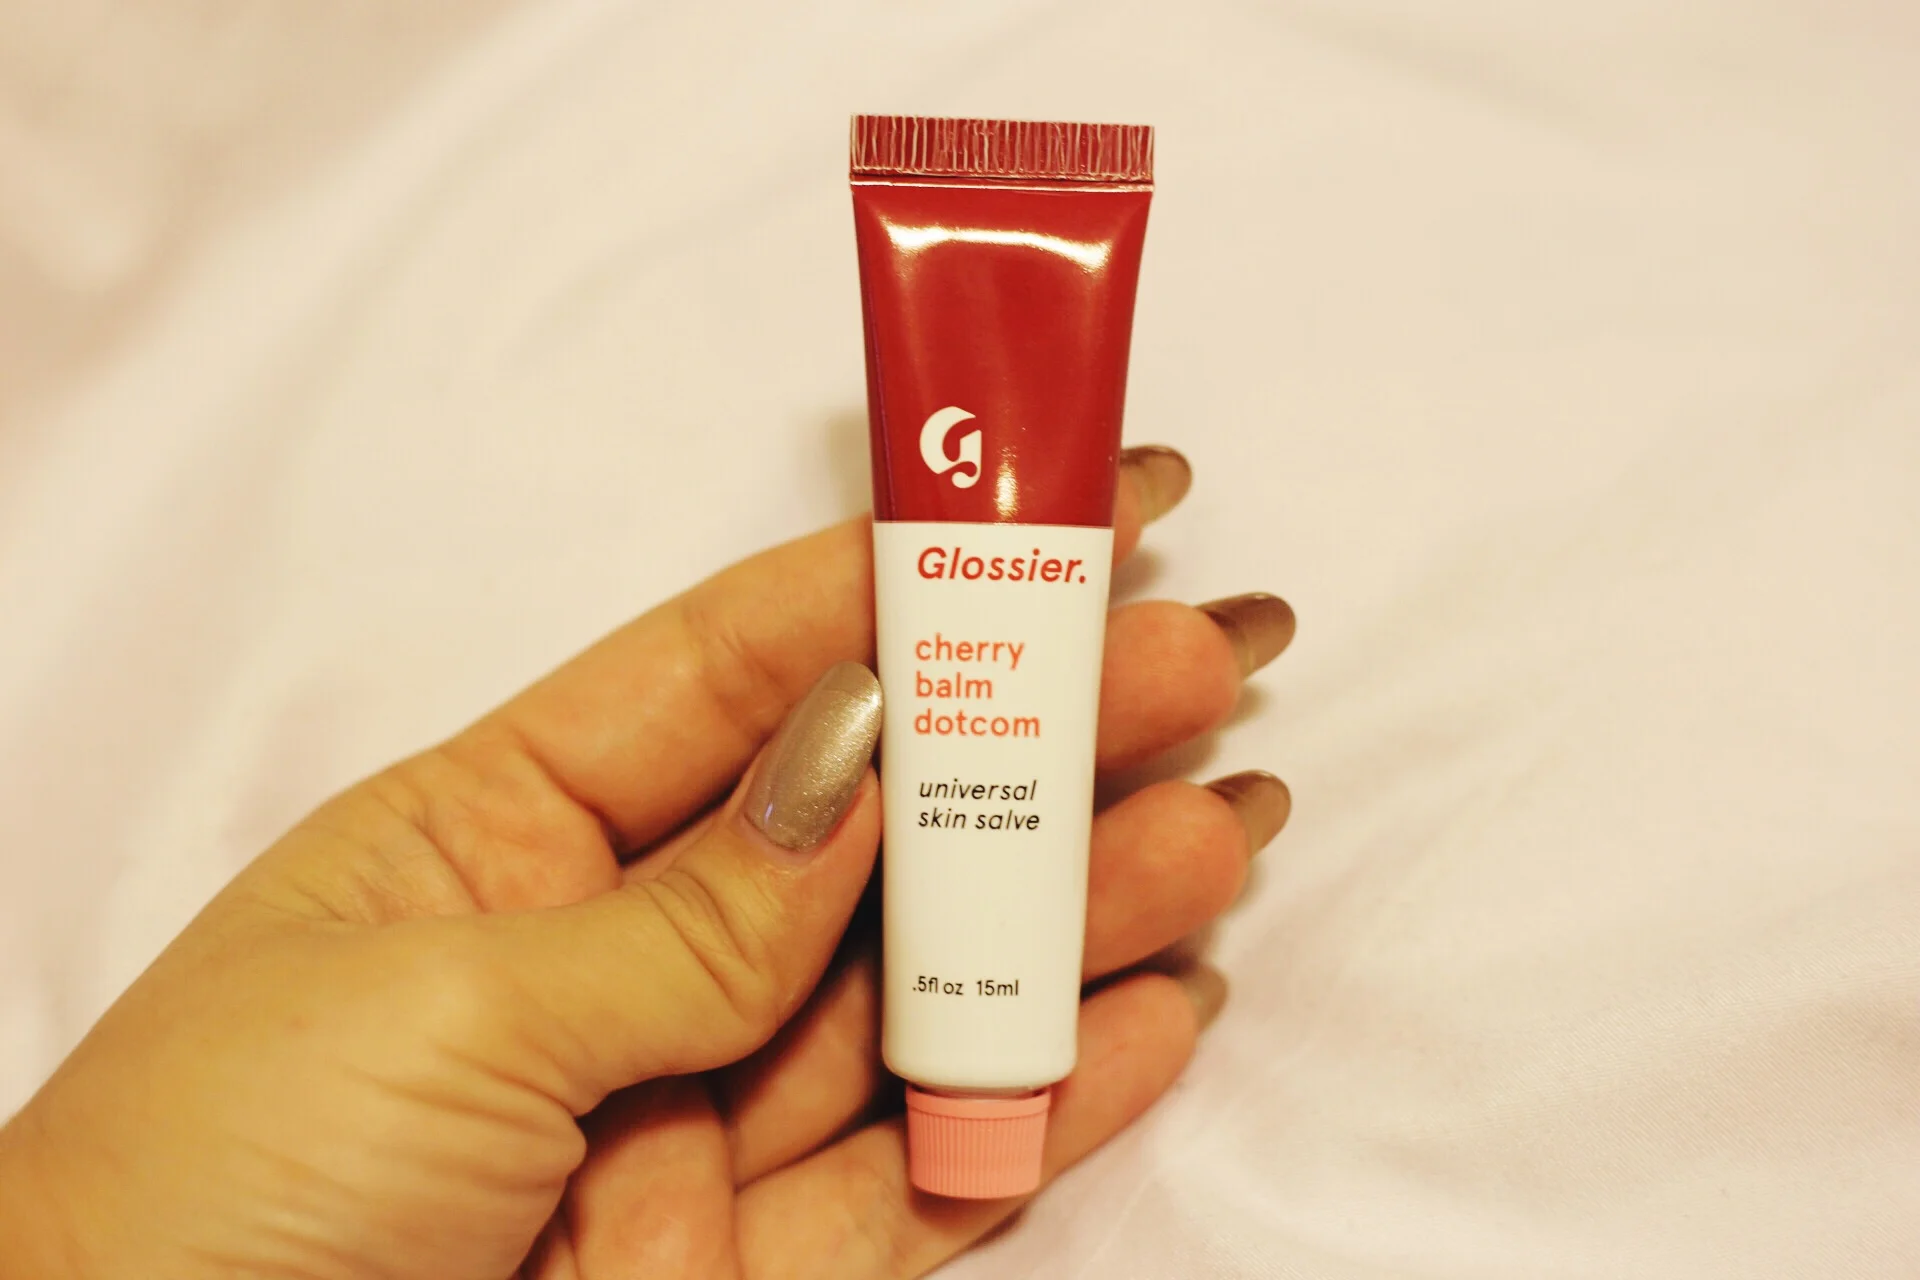 G
Glossier.
cherry
balm
dotcom
universal
skin salve
.5fl oz 15ml